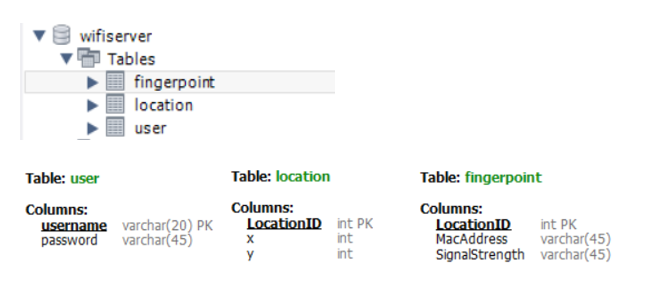 wifiserver
Tables
fingerpoint
location
user
Table: user
Columns:
username varchar(20) PK
password varchar(45)
Table: location
Columns:
LocationID int PK
x int
y int
Table: fingerpoint
Columns:
LocationID int PK
MacAddress varchar(45)
SignalStrength varchar(45)